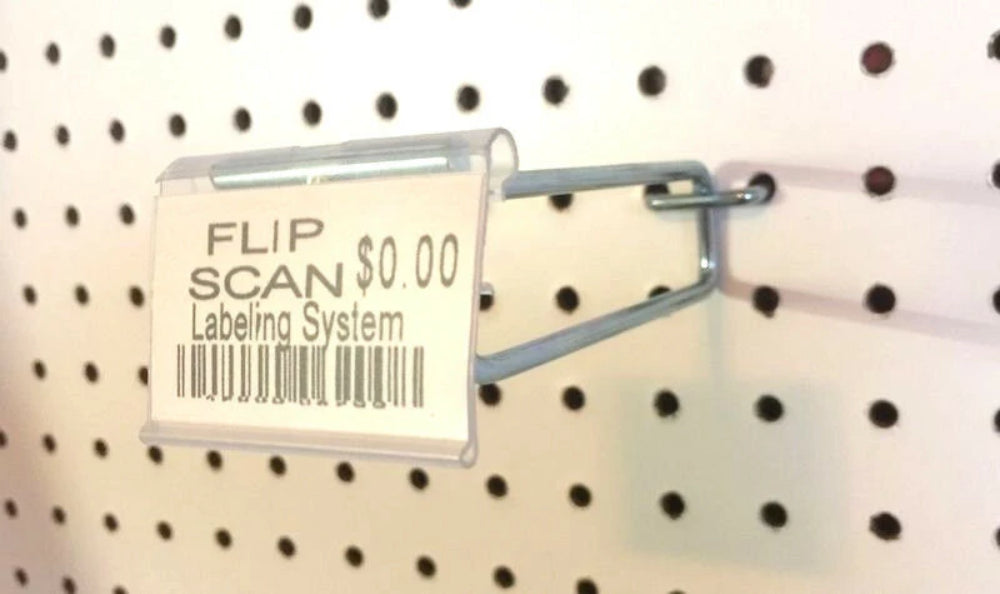 FLIP
SCAN $0.00
Labeling System